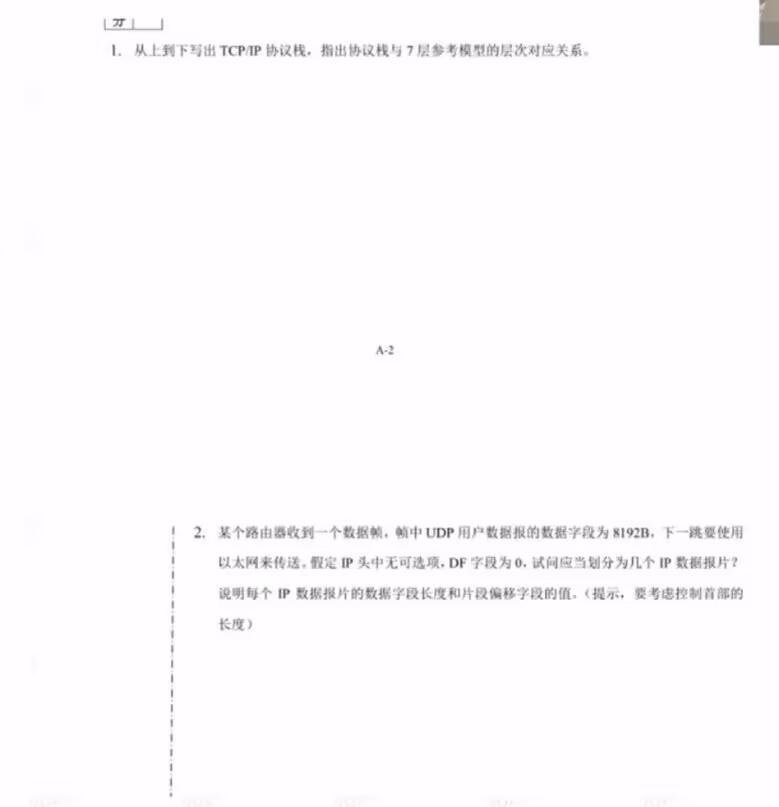 分
1. 从上到下写出 TCP/IP 协议栈，指出协议栈与 7 层参考模型的层次对应关系。
A-2
2. 某个路由器收到一个数据帧，帧中 UDP 用户数据报的数据字段为 8192B，下一跳要使用
以太网来传送。假定 IP 头中无可选项，DF 字段为 0，试问应当划分为几个 IP 数据报片？
说明每个 IP 数据报片的数据字段长度和片段偏移字段的值。（提示，要考虑控制首部的
长度）